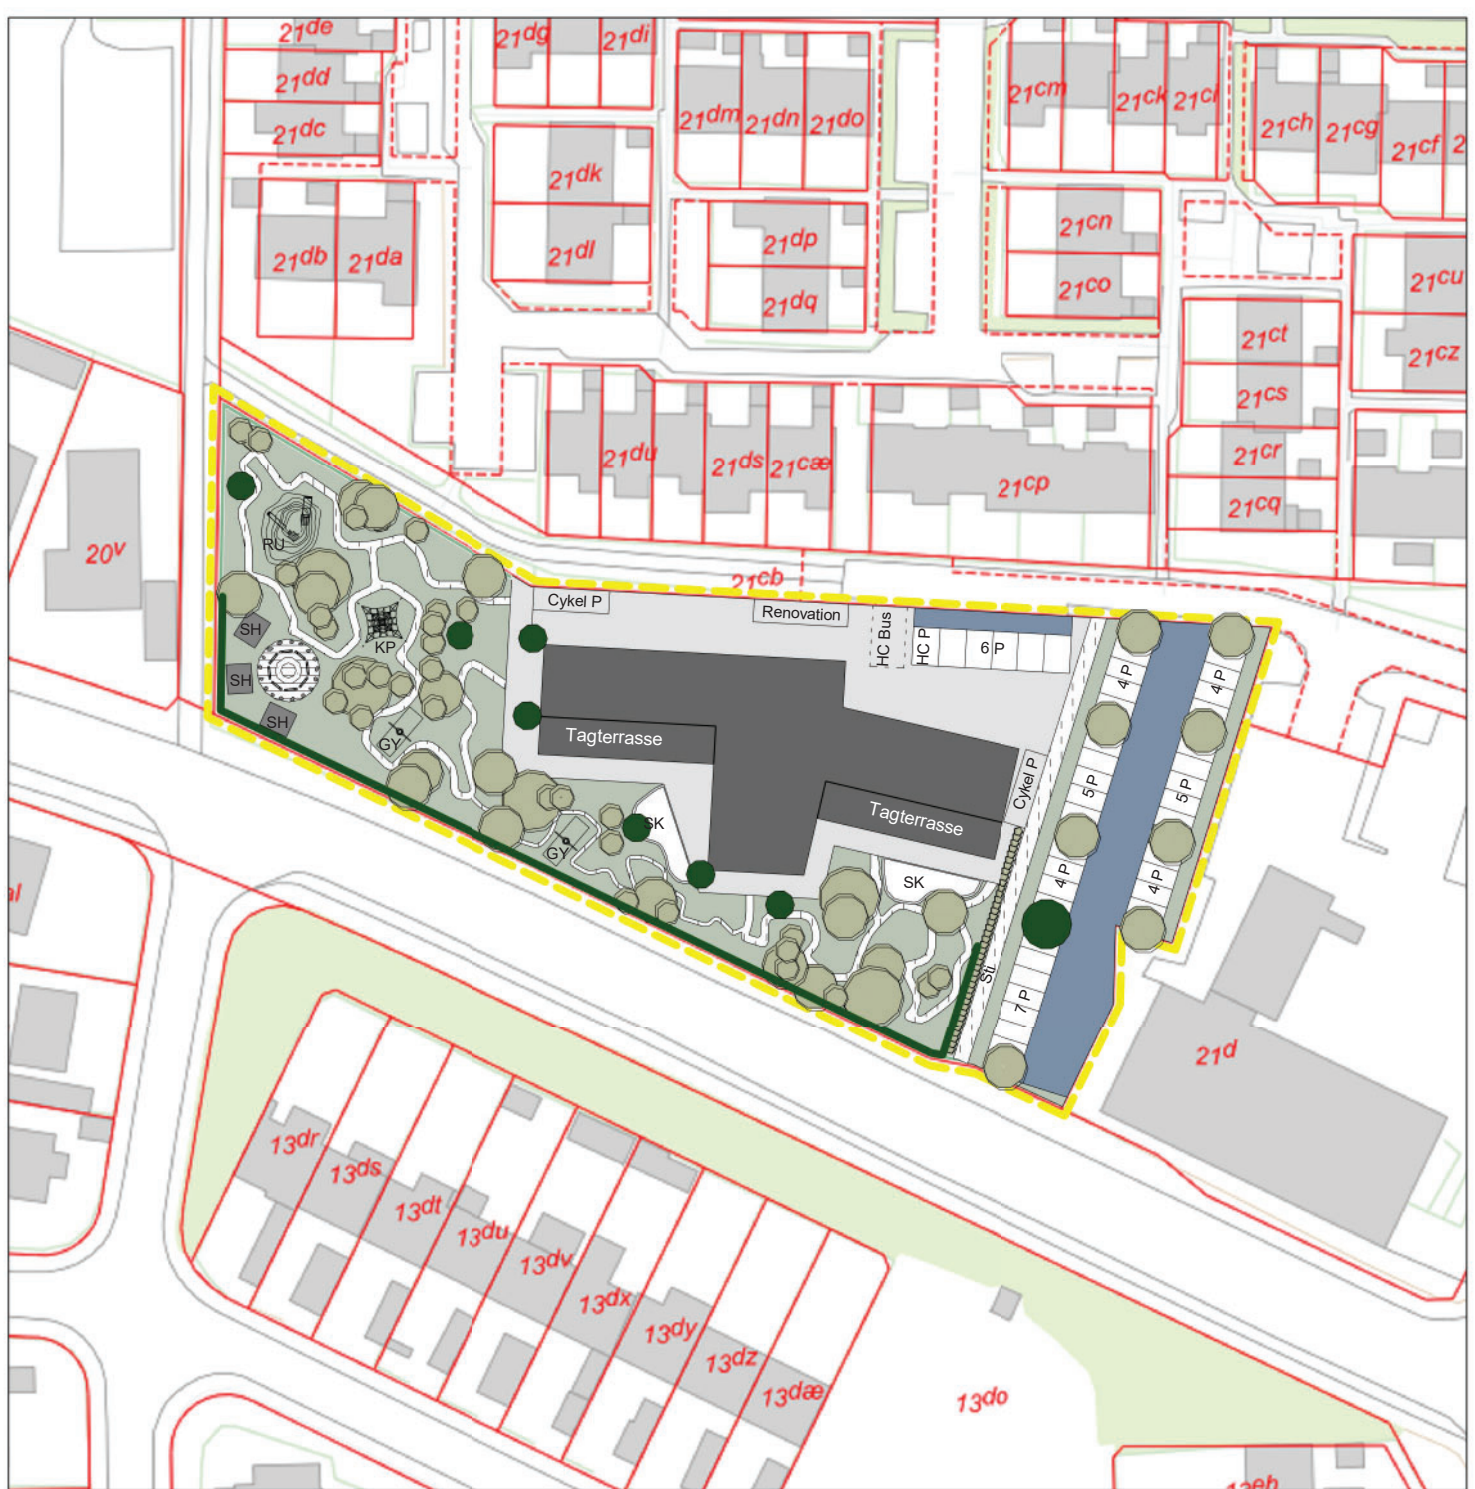 21de
21dg
21di
21dd
21dc
21dm
21dn
21do
21cm
21ck
21ci
21ch
21cg
21cf
2
21dk
21dl
21db
21da
21dp
21dq
21cn
21co
21cu
21cz
21ct
21cs
21cr
21cq
21du
21ds
21cæ
21cp
20v
21cb
RU
Cykel P
Renovation
HC Bus
HC P
6 P
SH
KP
SH
SH
GY
Tagterrasse
Tagterrasse
Cykel P
4 P
4 P
5 P
5 P
4 P
4 P
7 P
SK
SK
GY
Sti
21d
13dr
13ds
13dt
13du
13dv
13dx
13dy
13dz
13dæ
13do